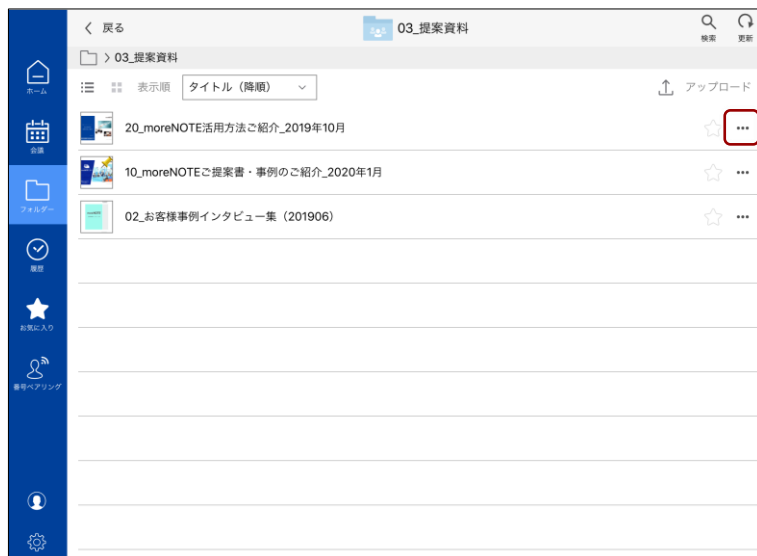 戻る
03_提案資料
検索
更新
> 03_提案資料
表示順
タイトル（降順）
アップロード
20_moreNOTE活用方法ご紹介_2019年10月
10_moreNOTEご提案書・事例のご紹介_2020年1月
02_お客様事例インタビュー集（201906）
ホーム
会議
フォルダー
履歴
お気に入り
番号ペアリング